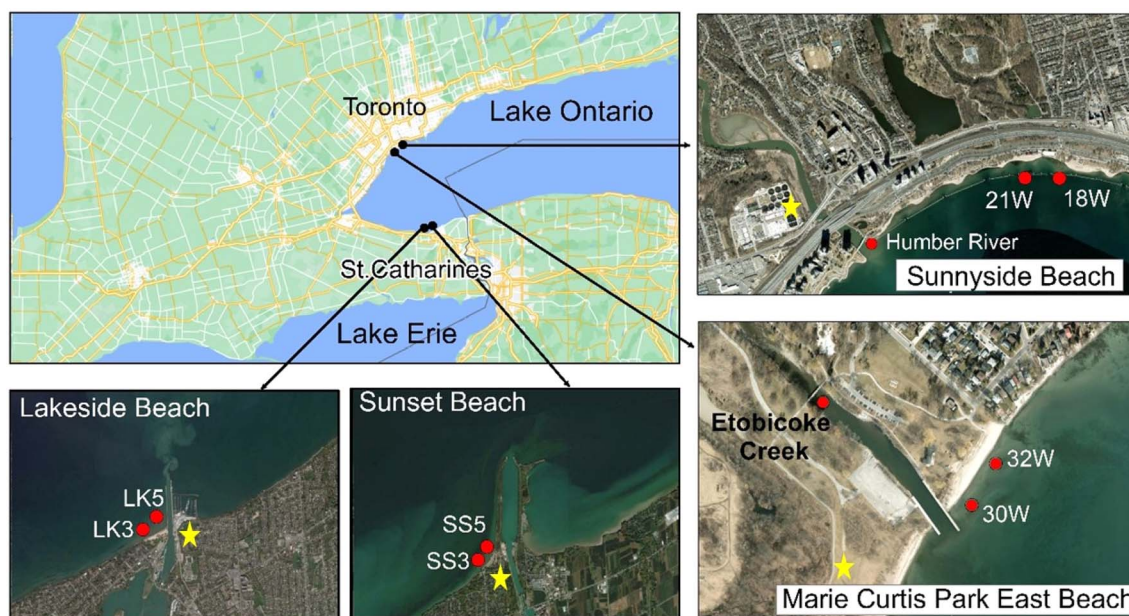 Toronto
Lake Ontario
St.Catharines
Lake Erie
21W
18W
Humber River
Sunnyside Beach
Lakeside Beach
LK5
LK3
Sunset Beach
SS5
SS3
Etobicoke
Creek
32W
30W
Marie Curtis Park East Beach